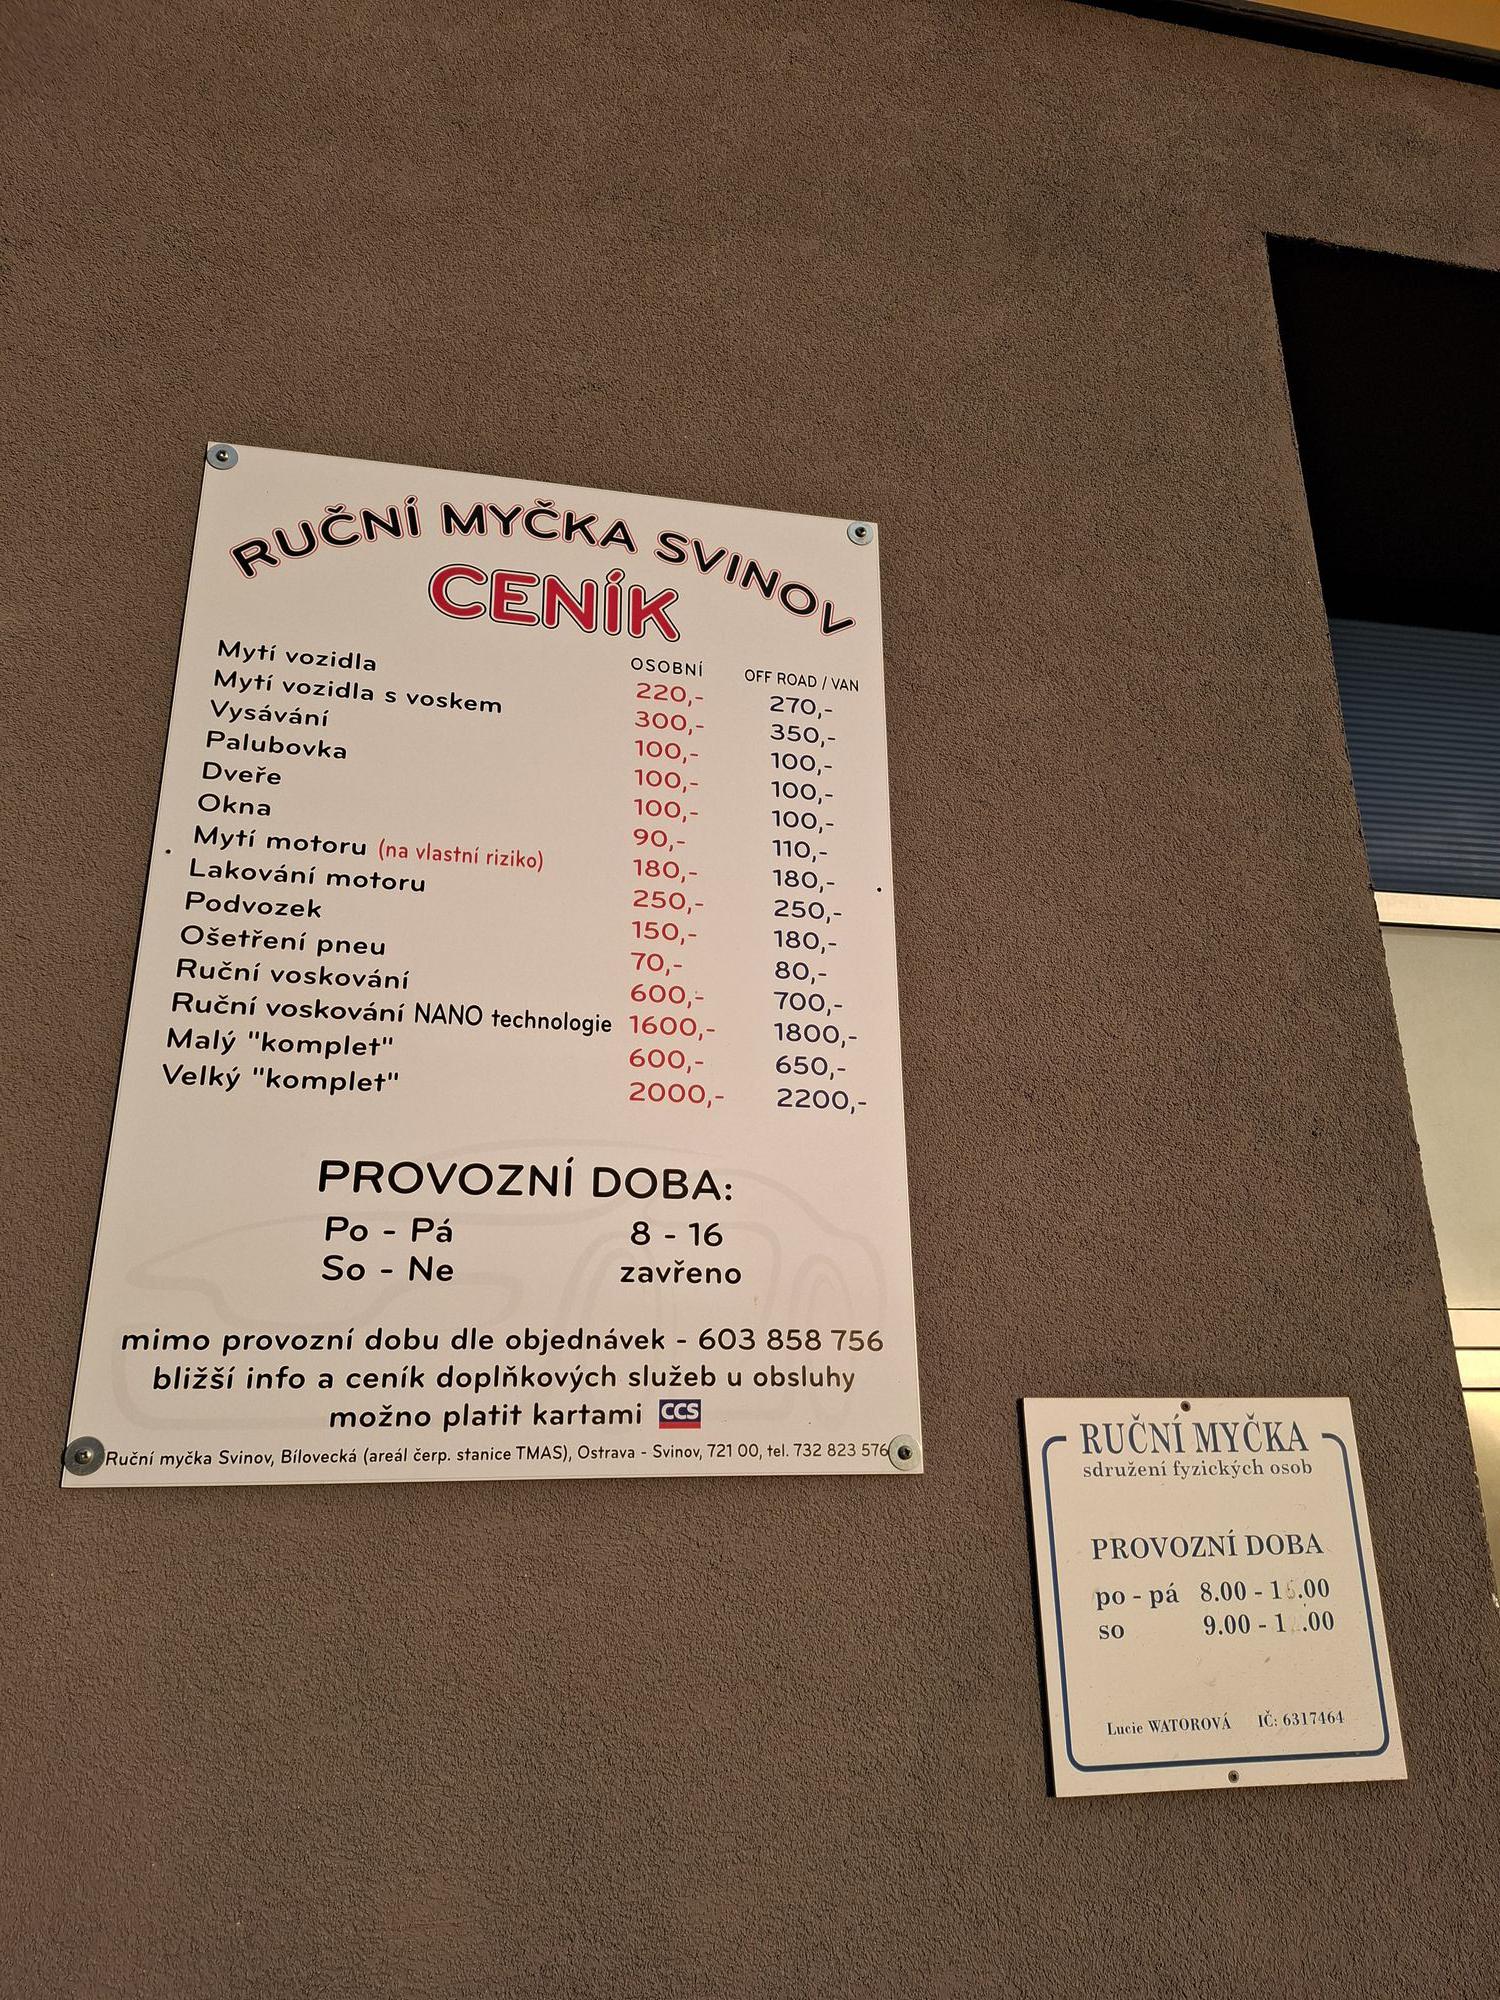 RUČNÍ MYČKA SVINOV
CENÍK
OSOBNÍ OFF ROAD / VAN
Mytí vozidla 220,- 270,-
Mytí vozidla s voskem 300,- 350,-
Vysávání 100,- 100,-
Palubovka 100,- 100,-
Dveře 100,- 100,-
Okna 90,- 110,-
Mytí motoru (na vlastní riziko) 180,- 180,-
Lakování motoru 250,- 250,-
Podvozek 150,- 180,-
Ošetření pneu 70,- 80,-
Ruční voskování 600,- 700,-
Ruční voskování NANO technologie 1600,- 1800,-
Malý "komplet" 600,- 650,-
Velký "komplet" 2000,- 2200,-
PROVOZNÍ DOBA:
Po - Pá 8 - 16
So - Ne zavřeno
mimo provozní dobu dle objednávek - 603 858 756
bližší info a ceník doplňkových služeb u obsluhy
možno platit kartami CCS
Ruční myčka Svinov, Bílovecká (areál čerp. stanice TMAS), Ostrava - Svinov, 721 00, tel. 732 823 576
RUČNÍ MYČKA
sdružení fyzických osob
PROVOZNÍ DOBA
po - pá 8.00 -
so 9.00 -
Lucie WATOROVÁ IČ: 6317464